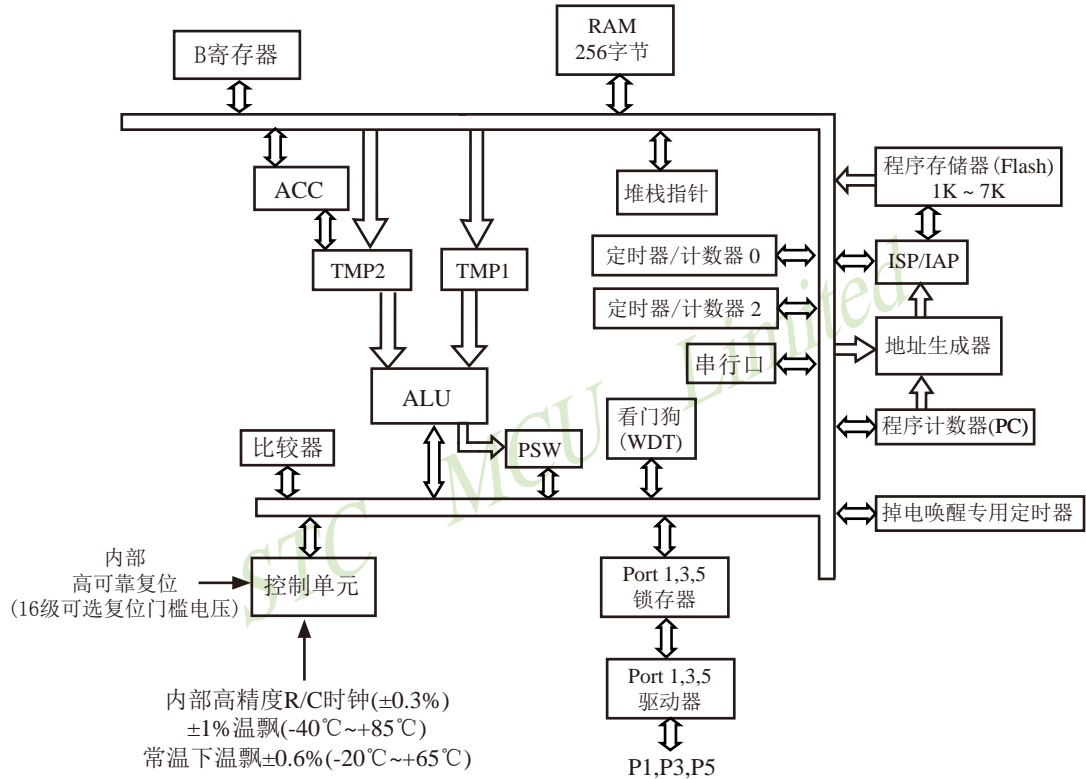 B寄存器
RAM
256字节
ACC
堆栈指针
程序存储器(Flash)
1K ~ 7K
TMP2
TMP1
定时器/计数器 0
ISP/IAP
定时器/计数器 2
地址生成器
串行口
ALU
看门狗
(WDT)
程序计数器(PC)
比较器
PSW
掉电唤醒专用定时器
内部
高可靠复位
(16级可选复位门槛电压)
控制单元
Port 1,3,5
锁存器
Port 1,3,5
驱动器
内部高精度R/C时钟(±0.3%)
±1%温飘(-40℃~+85℃)
常温下温飘±0.6%(-20℃~+65℃)
P1,P3,P5
STC MCU Limited